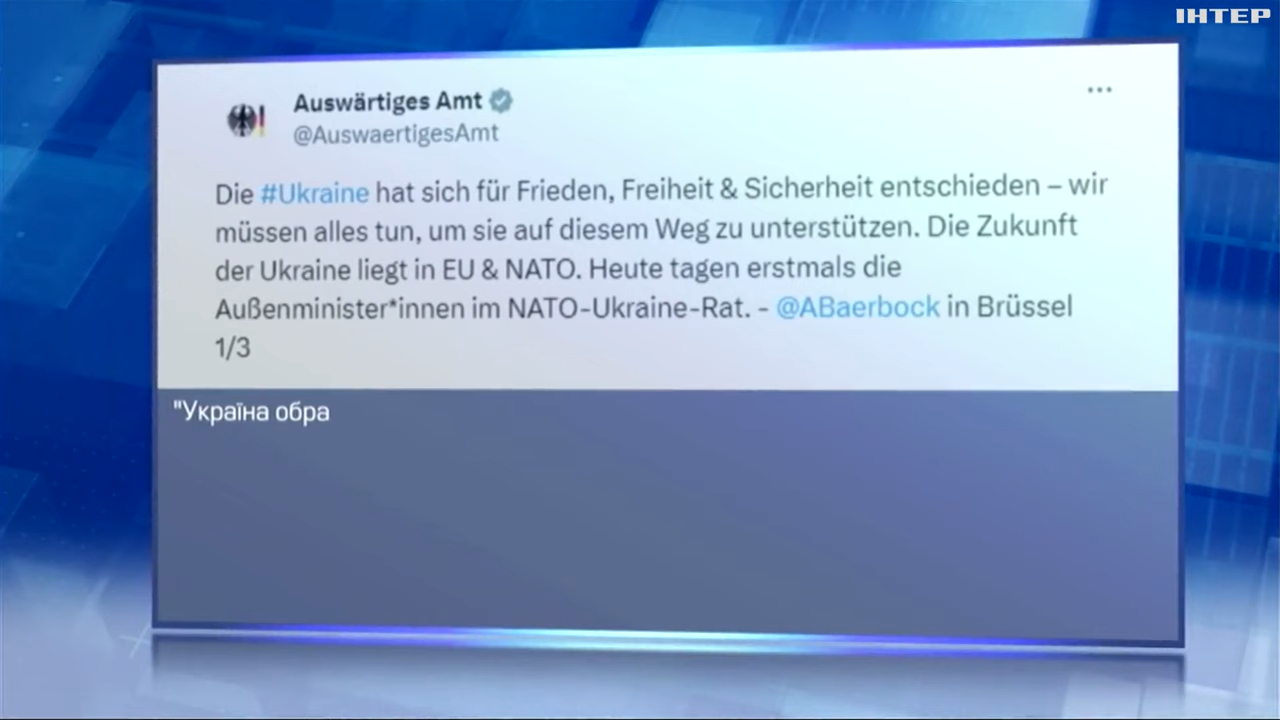 ІНТЕР
Auswärtiges Amt
@AuswaertigesAmt
Die #Ukraine hat sich für Frieden, Freiheit & Sicherheit entschieden – wir
müssen alles tun, um sie auf diesem Weg zu unterstützen. Die Zukunft
der Ukraine liegt in EU & NATO. Heute tagen erstmals die
Außenminister*innen im NATO-Ukraine-Rat. - @ABaerbock in Brüssel
1/3
"Україна обра